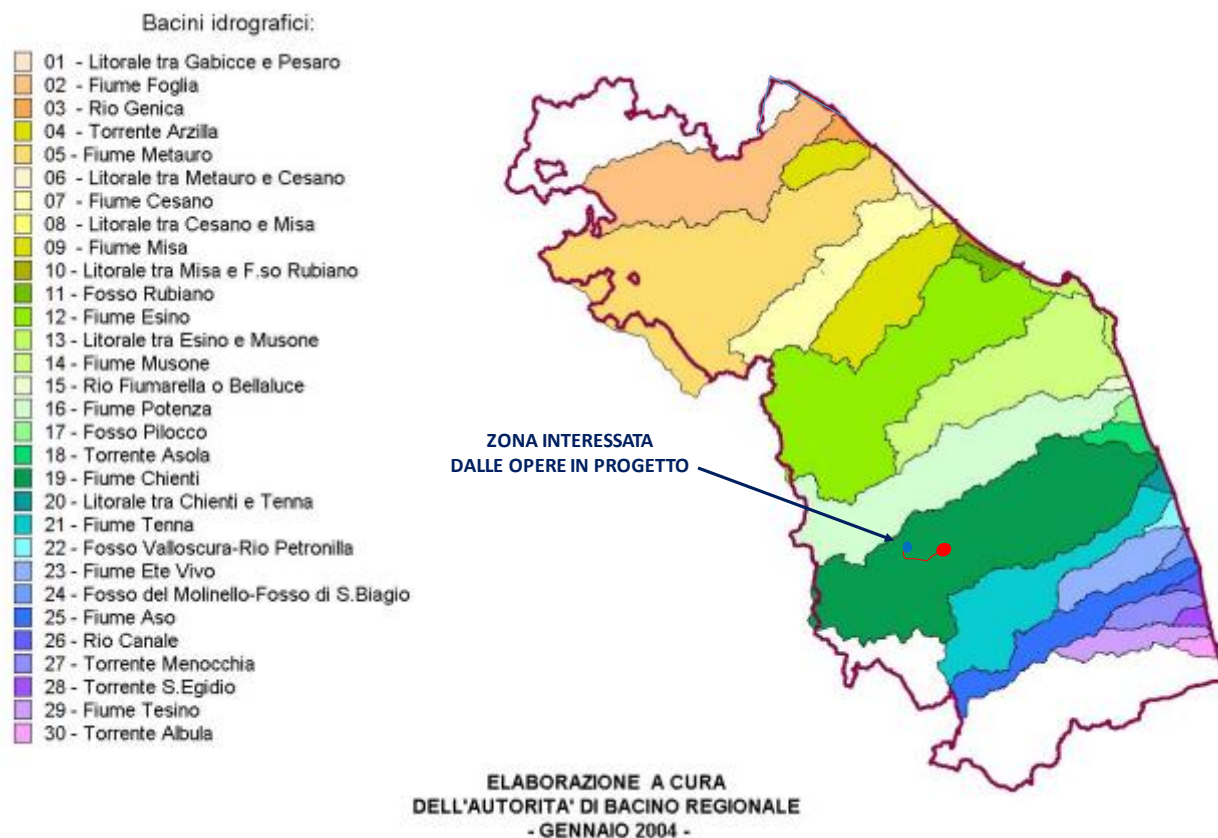 Bacini idrografici:
01 - Litorale tra Gabicce e Pesaro
02 - Fiume Foglia
03 - Rio Genica
04 - Torrente Arzilla
05 - Fiume Metauro
06 - Litorale tra Metauro e Cesano
07 - Fiume Cesano
08 - Litorale tra Cesano e Misa
09 - Fiume Misa
10 - Litorale tra Misa e F.so Rubiano
11 - Fosso Rubiano
12 - Fiume Esino
13 - Litorale tra Esino e Musone
14 - Fiume Musone
15 - Rio Fiumarella o Bellaluce
16 - Fiume Potenza
17 - Fosso Pilocco
18 - Torrente Asola
19 - Fiume Chienti
20 - Litorale tra Chienti e Tenna
21 - Fiume Tenna
22 - Fosso Valloscura-Rio Petronilla
23 - Fiume Ete Vivo
24 - Fosso del Molinello-Fosso di S.Biagio
25 - Fiume Aso
26 - Rio Canale
27 - Torrente Menocchia
28 - Torrente S.Egidio
29 - Fiume Tesino
30 - Torrente Albula
ZONA INTERESSATA
DALLE OPERE IN PROGETTO
ELABORAZIONE A CURA
DELL'AUTORITA' DI BACINO REGIONALE
- GENNAIO 2004 -